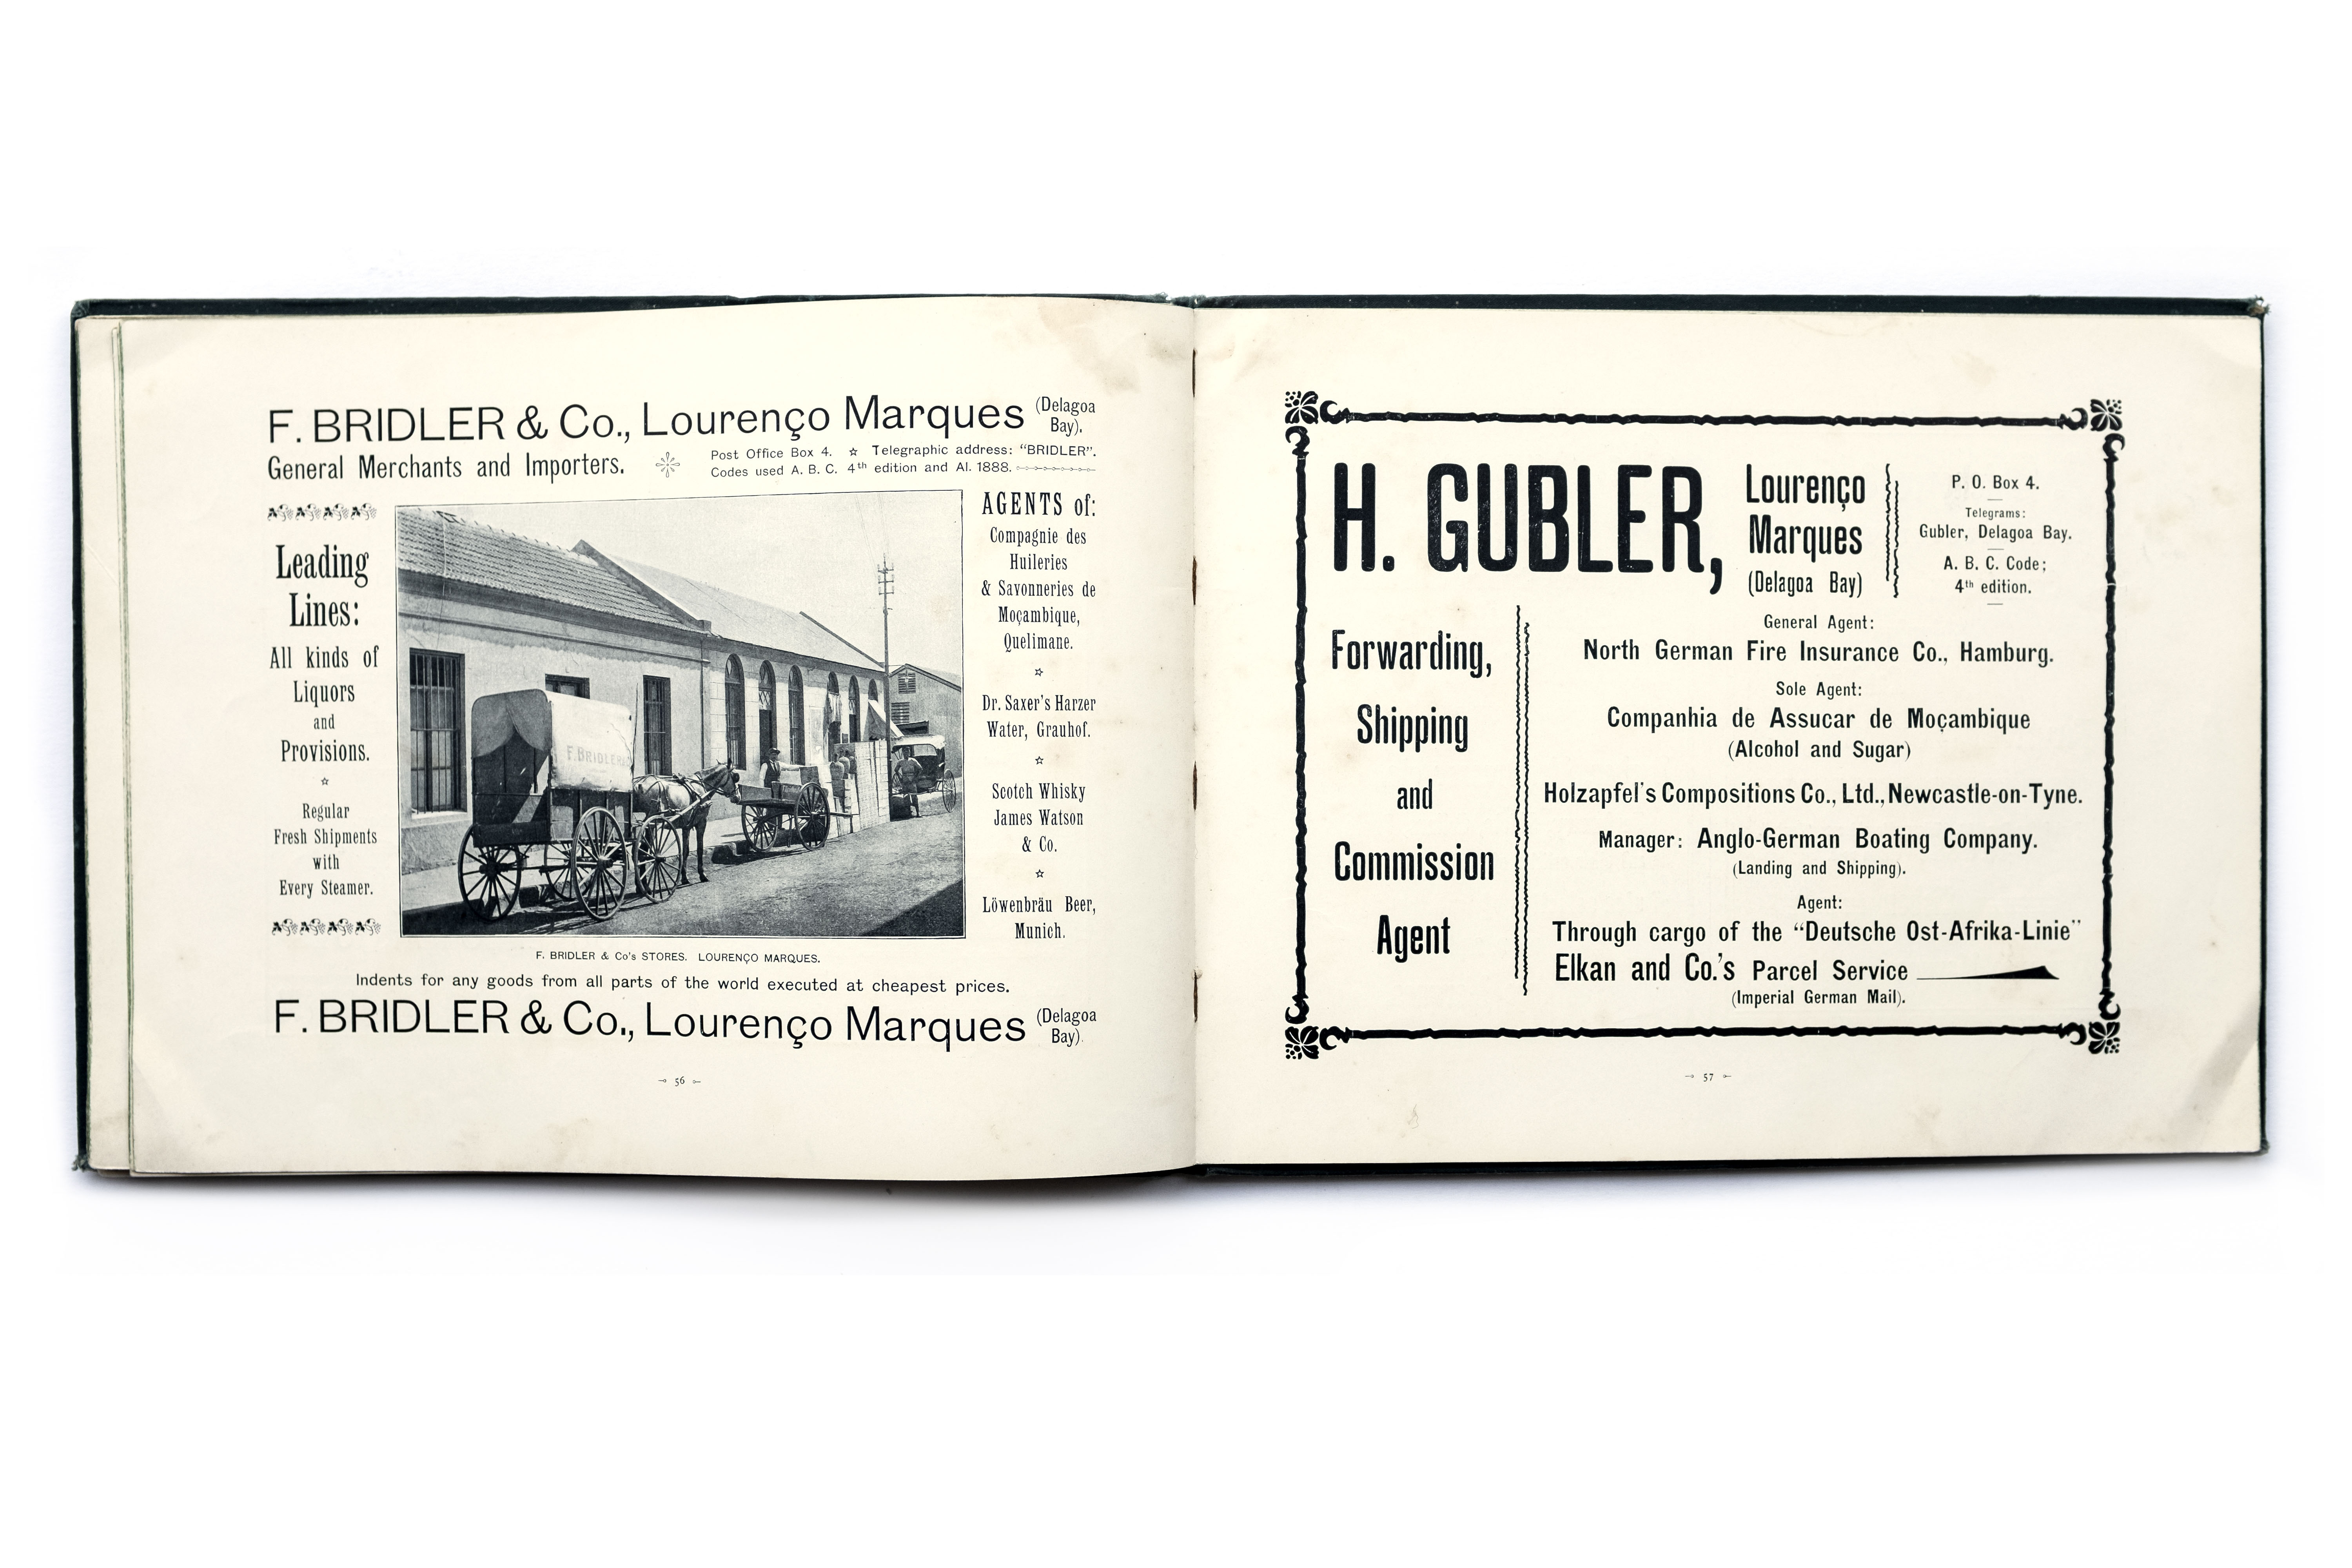 F. BRIDLER & Co., Lourenço Marques (Delagoa Bay).
General Merchants and Importers.
Post Office Box 4. ☆ Telegraphic address: "BRIDLER".
Codes used A. B. C. 4th edition and Al. 1888.
Leading
Lines:
All kinds of
Liquors
and
Provisions.
☆
Regular
Fresh Shipments
with
Every Steamer.
F. BRIDLER &
AGENTS of:
Compagnie des
Huileries
& Savonneries de
Moçambique,
Quelimane.
☆
Dr. Saxer's Harzer
Water, Grauhof.
☆
Scotch Whisky
James Watson
& Co.
☆
Löwenbräu Beer,
Munich.
F. BRIDLER & Co's STORES. LOURENÇO MARQUES.
Indents for any goods from all parts of the world executed at cheapest prices.
F. BRIDLER & Co., Lourenço Marques (Delagoa Bay).
56
H. GUBLER,
Lourenço
Marques
(Delagoa Bay)
P. O. Box 4.
Telegrams:
Gubler, Delagoa Bay.
A. B. C. Code;
4th edition.
Forwarding,
Shipping
and
Commission
Agent
General Agent:
North German Fire Insurance Co., Hamburg.
Sole Agent:
Companhia de Assucar de Moçambique
(Alcohol and Sugar)
Holzapfel's Compositions Co., Ltd., Newcastle-on-Tyne.
Manager: Anglo-German Boating Company.
(Landing and Shipping).
Agent:
Through cargo of the "Deutsche Ost-Afrika-Linie"
Elkan and Co.'s Parcel Service
(Imperial German Mail).
57